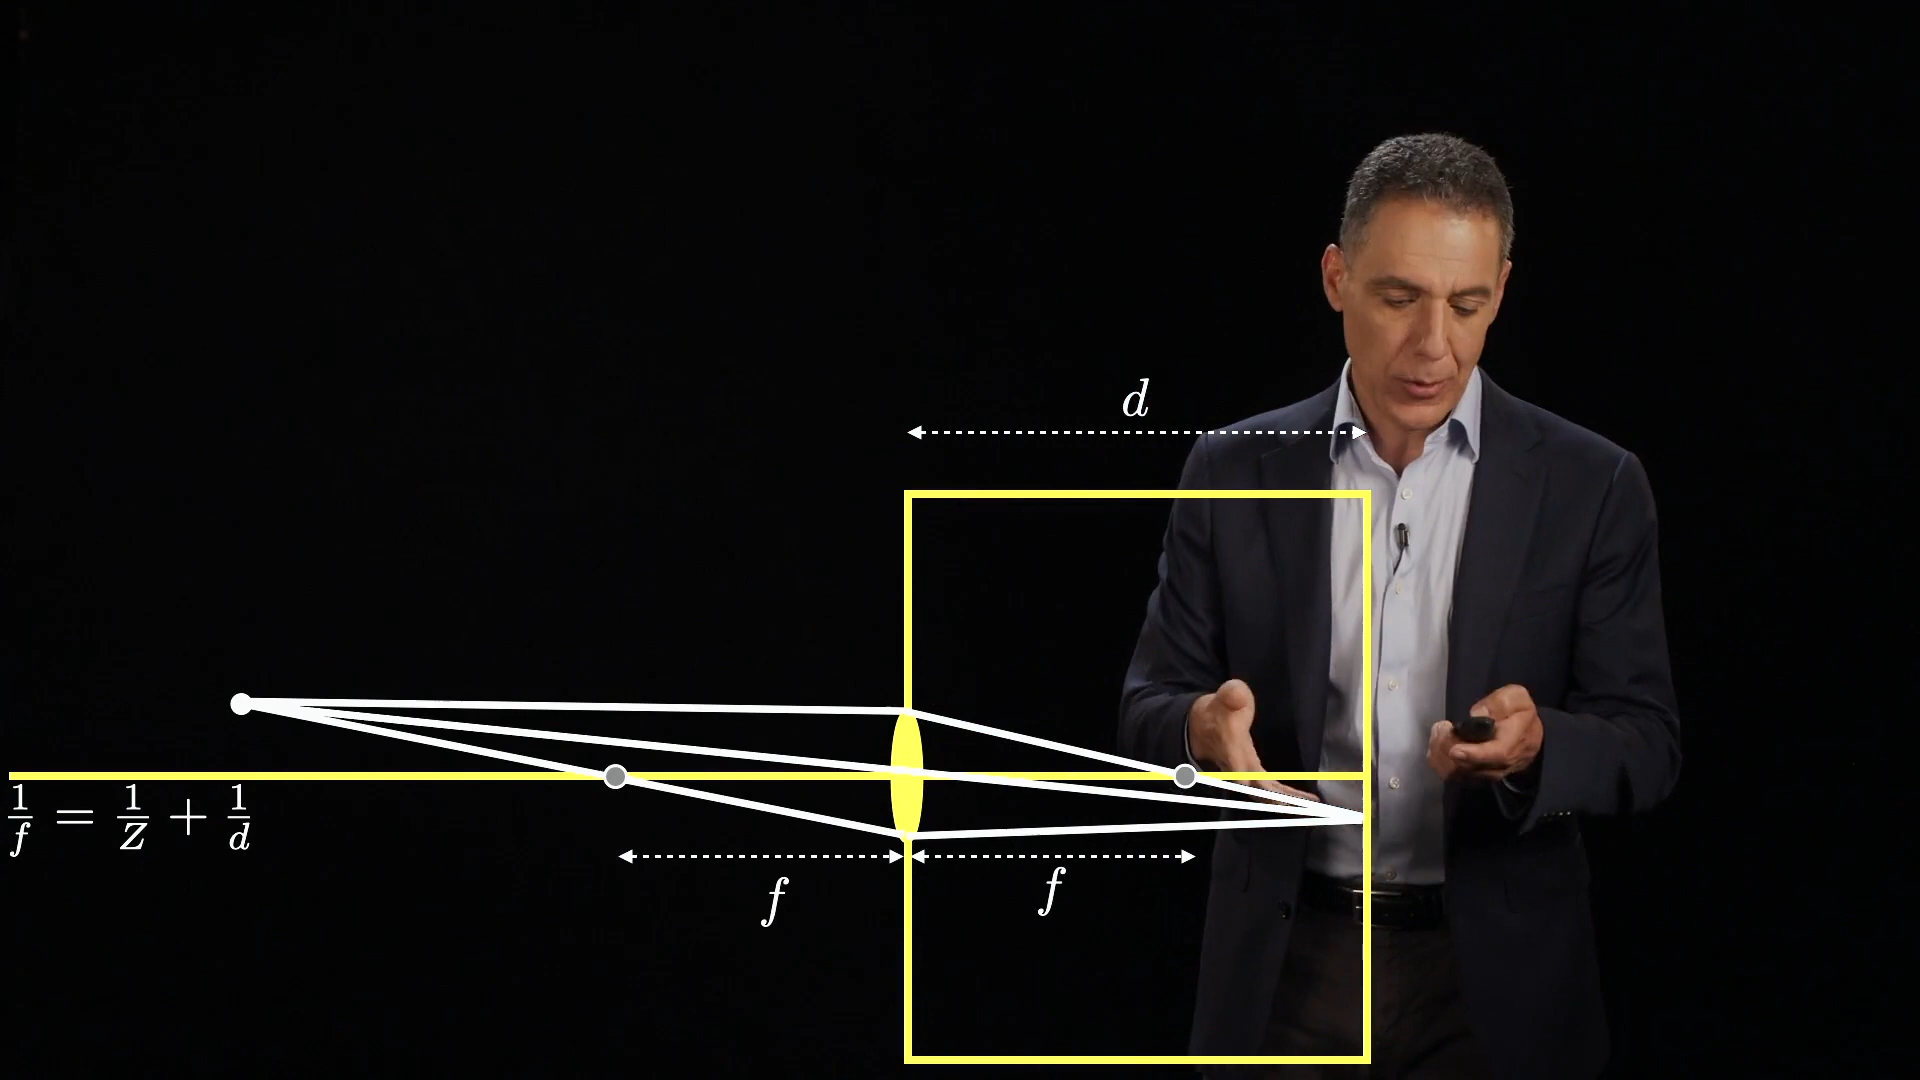 d
1/f = 1/Z + 1/d
f
f